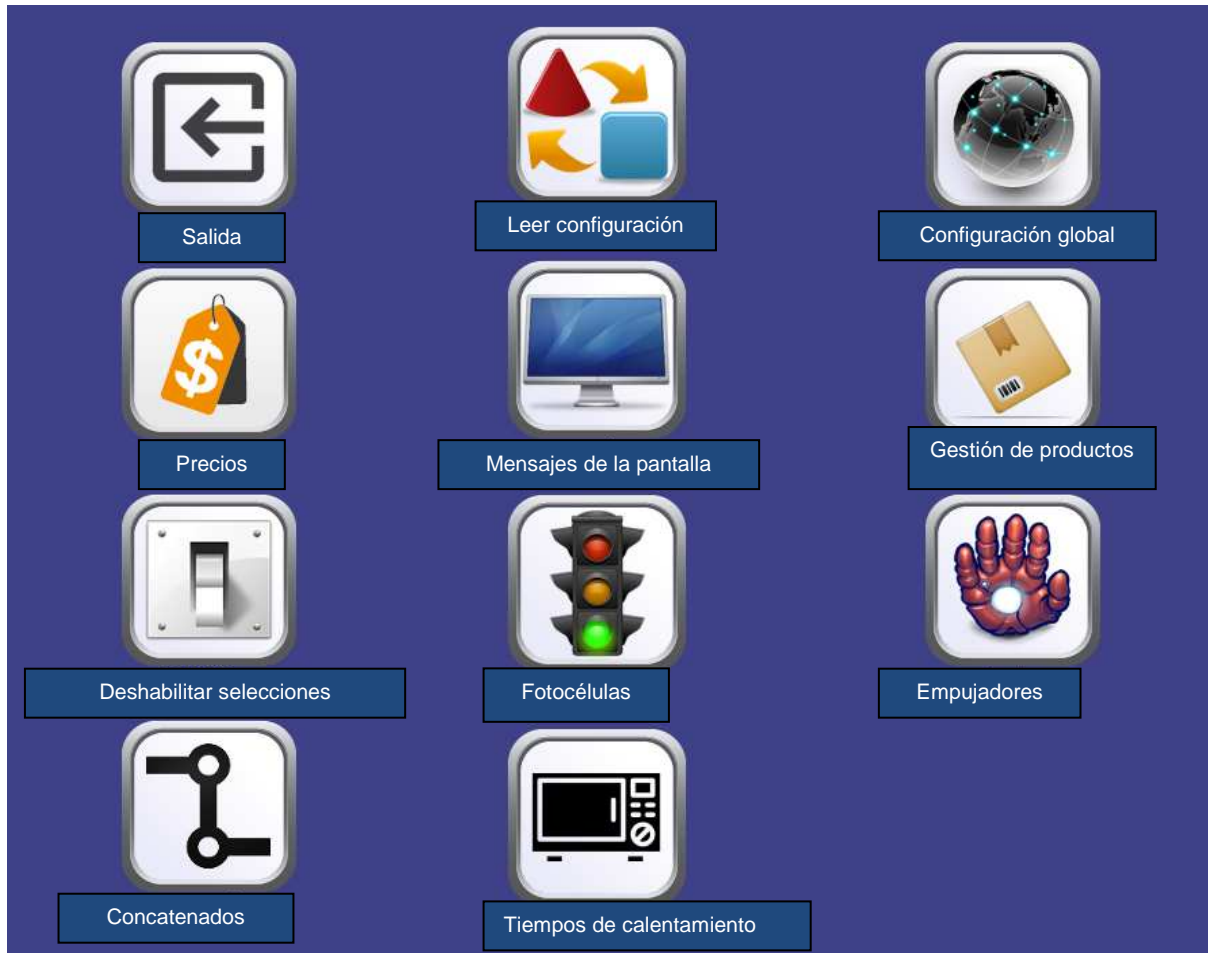 Salida
Leer configuración
Configuración global
Precios
Mensajes de la pantalla
Gestión de productos
Deshabilitar selecciones
Fotocélulas
Empujadores
Concatenados
Tiempos de calentamiento